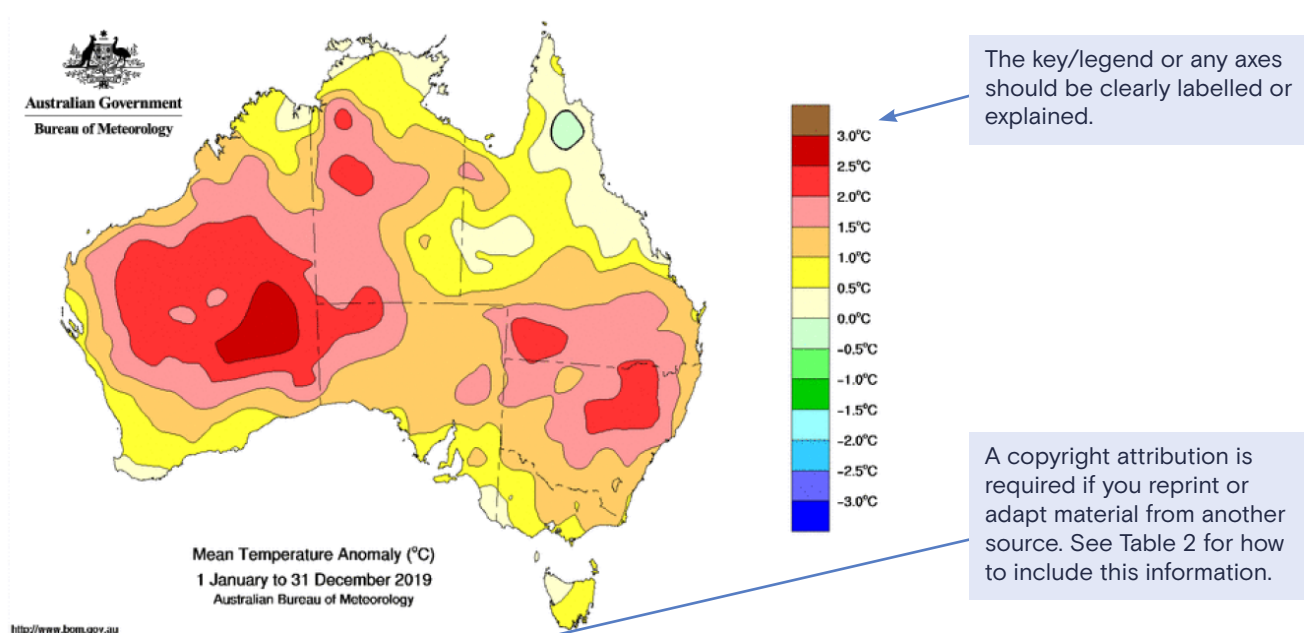 Australian Government
Bureau of Meteorology
The key/legend or any axes
should be clearly labelled or
explained.
3.0°C
2.5°C
2.0°C
1.5°C
1.0°C
0.5°C
0.0°C
-0.5°C
-1.0°C
-1.5°C
-2.0°C
-2.5°C
-3.0°C
A copyright attribution is
required if you reprint or
adapt material from another
source. See Table 2 for how
to include this information.
Mean Temperature Anomaly (°C)
1 January to 31 December 2019
Australian Bureau of Meteorology
http://www.bom.gov.au